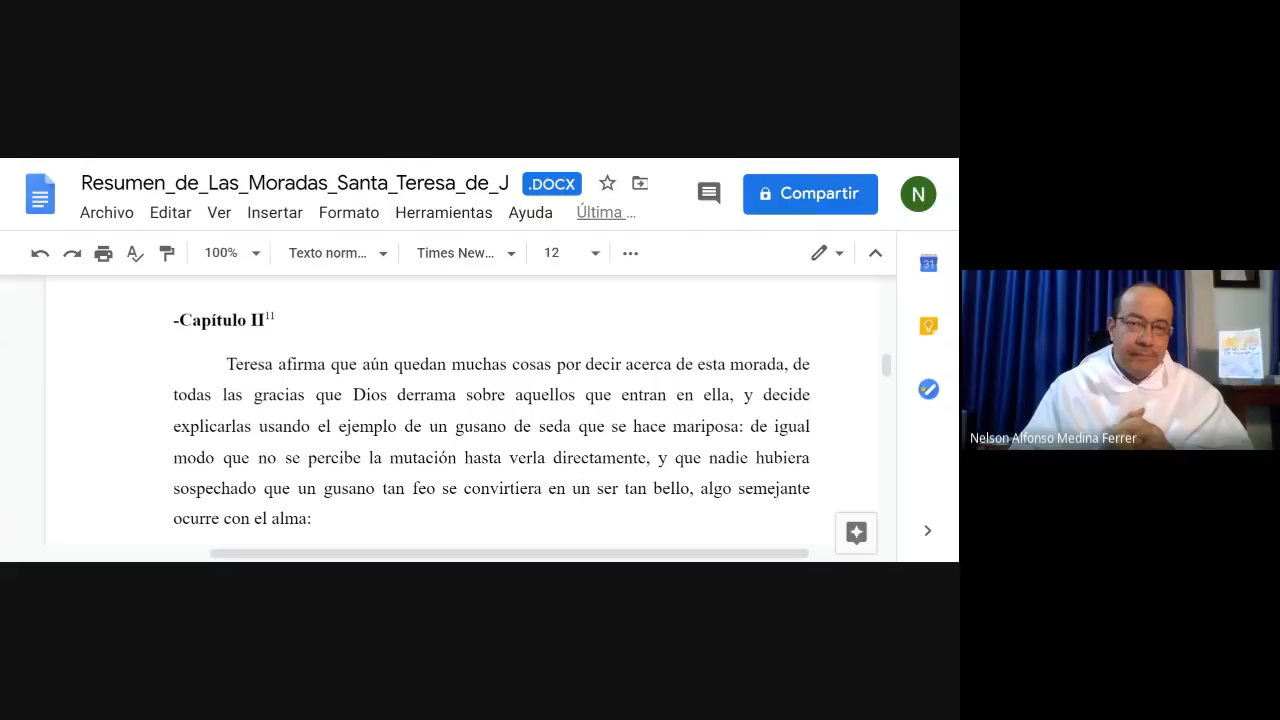 Resumen_de_Las_Moradas_Santa_Teresa_de_J .DOCX
Archivo Editar Ver Insertar Formato Herramientas Ayuda Última ...
Compartir
N
100% Texto norm... Times New... 12
31
-Capítulo II11
Teresa afirma que aún quedan muchas cosas por decir acerca de esta morada, de
todas las gracias que Dios derrama sobre aquellos que entran en ella, y decide
explicarlas usando el ejemplo de un gusano de seda que se hace mariposa: de igual
modo que no se percibe la mutación hasta verla directamente, y que nadie hubiera
sospechado que un gusano tan feo se convirtiera en un ser tan bello, algo semejante
ocurre con el alma:
Nelson Alfonso Medina Ferrer